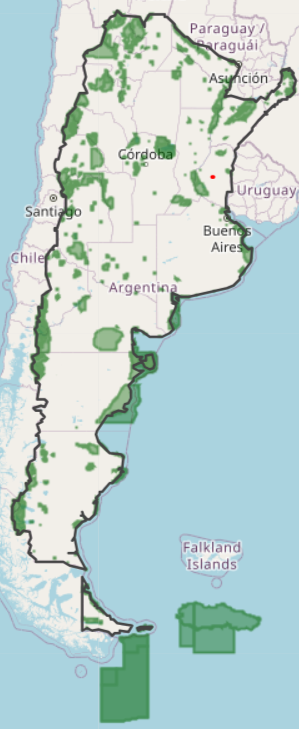 Paraguay /
Paraguái
Asunción
Córdoba
Uruguay
Santiago
Buenos
Aires
Chile
Argentina
Falkland
Islands